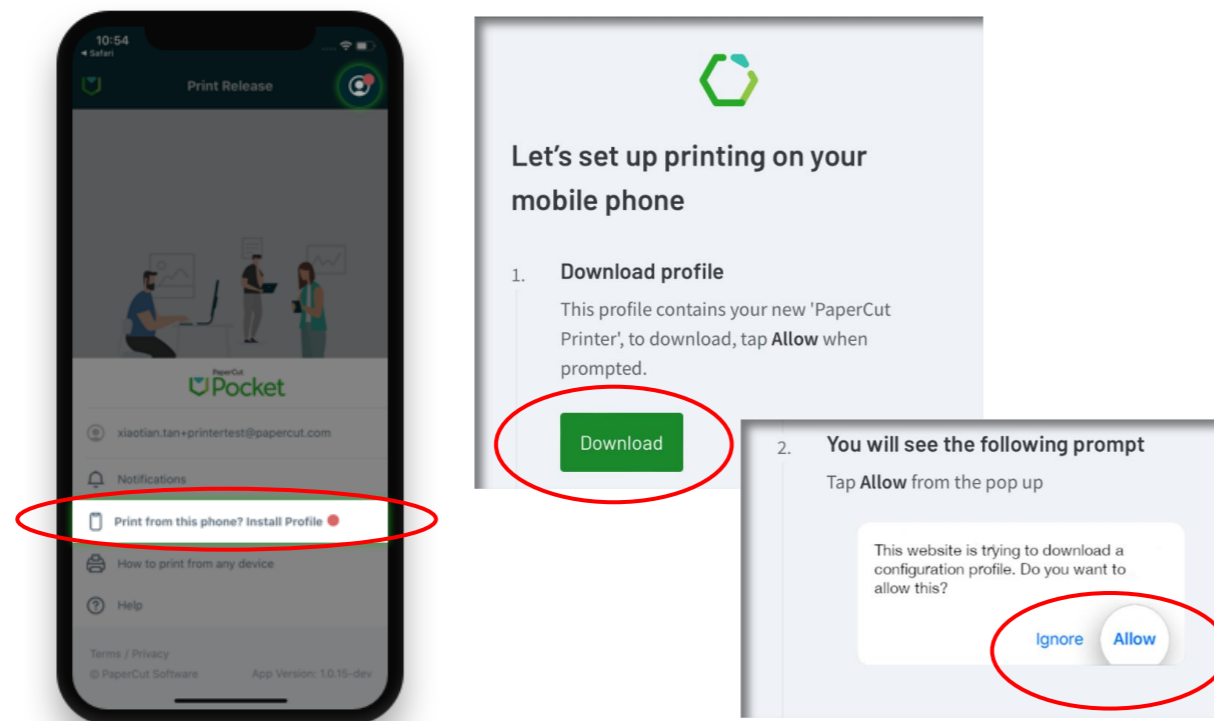 10:54
Safari
Print Release
PaperCut
Pocket
xiaotian.tan+printertest@papercut.com
Notifications
Print from this phone? Install Profile
How to print from any device
Help
Terms / Privacy
© PaperCut Software App Version: 1.0.15-dev
Let's set up printing on your
mobile phone
1. Download profile
This profile contains your new 'PaperCut
Printer', to download, tap Allow when
prompted.
Download
2. You will see the following prompt
Tap Allow from the pop up
This website is trying to download a
configuration profile. Do you want to
allow this?
Ignore Allow